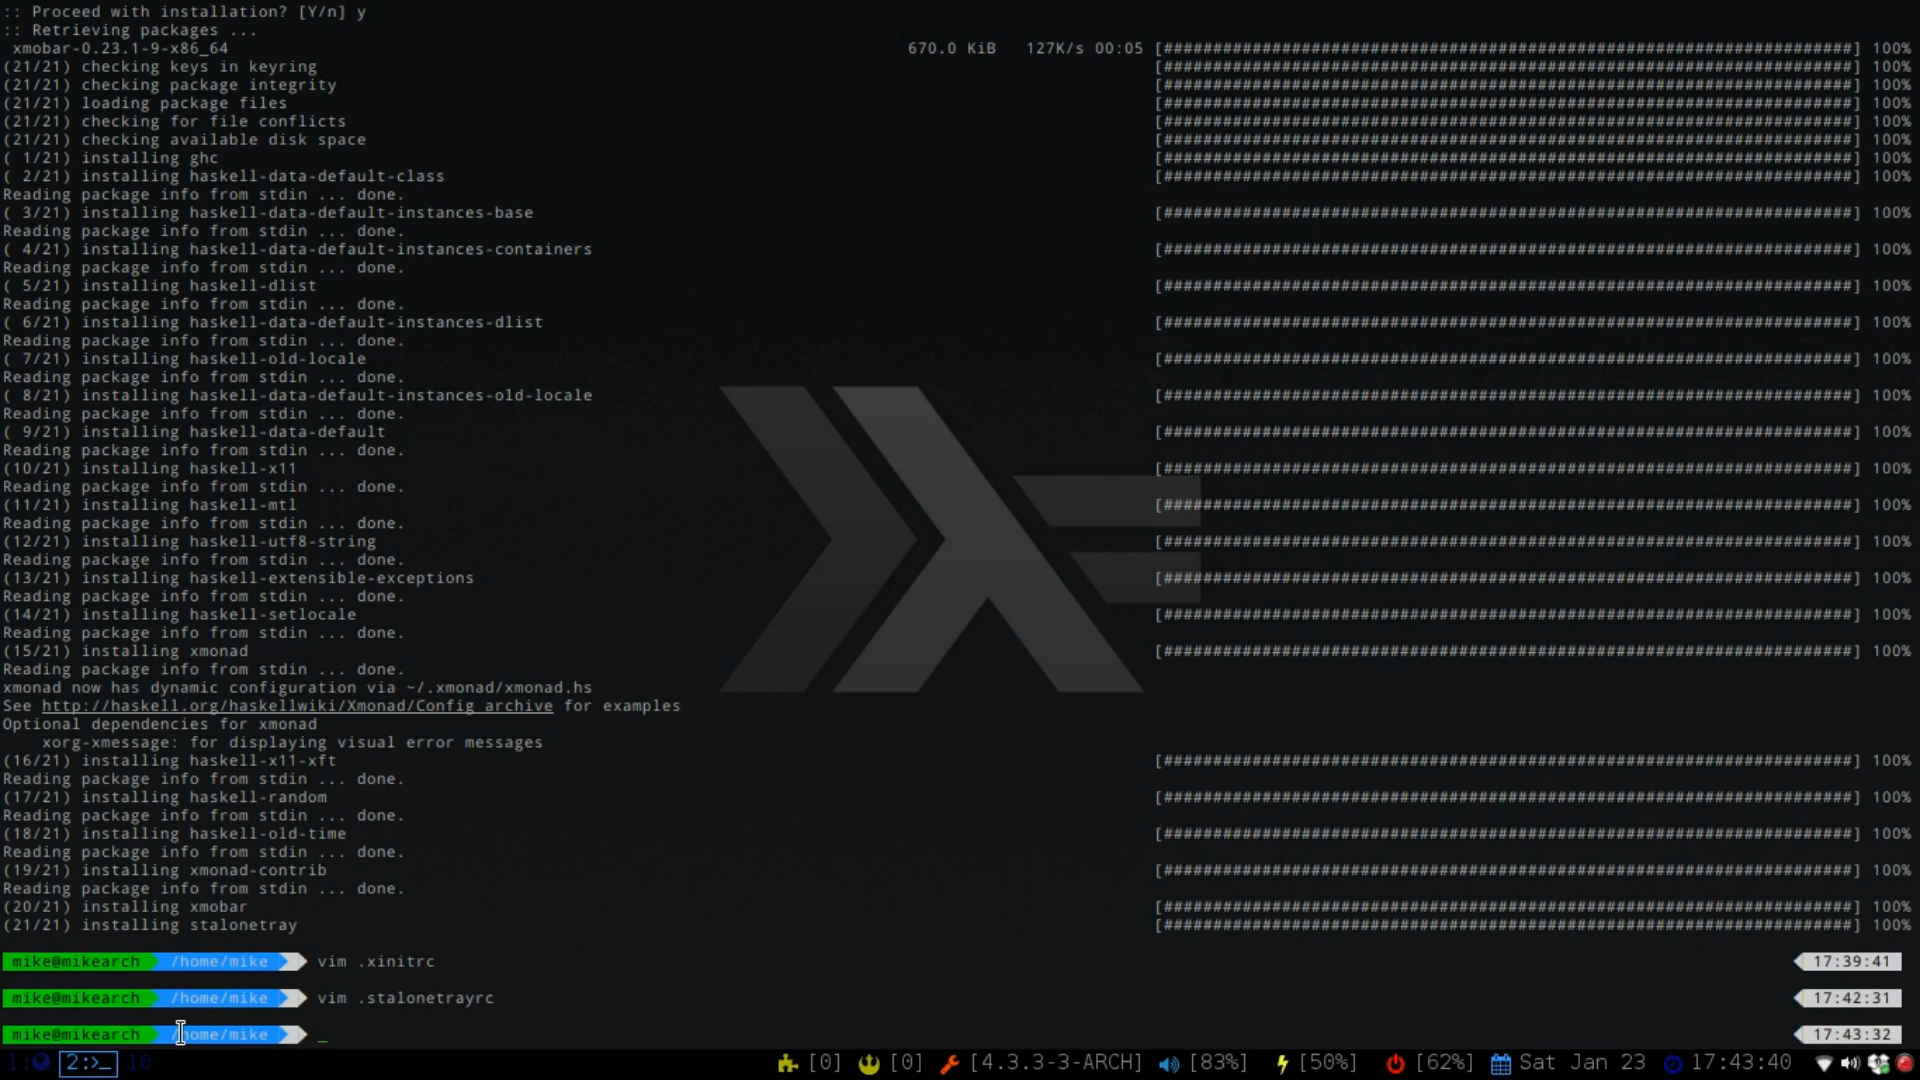 :: Proceed with installation? [Y/n] y
:: Retrieving packages ...
xmobar-0.23.1-9-x86_64 670.0 KiB 127K/s 00:05 [######################################################################] 100%
(21/21) checking keys in keyring [######################################################################] 100%
(21/21) checking package integrity [######################################################################] 100%
(21/21) loading package files [######################################################################] 100%
(21/21) checking for file conflicts [######################################################################] 100%
(21/21) checking available disk space [######################################################################] 100%
( 1/21) installing ghc [######################################################################] 100%
( 2/21) installing haskell-data-default-class [######################################################################] 100%
Reading package info from stdin ... done.
( 3/21) installing haskell-data-default-instances-base [######################################################################] 100%
Reading package info from stdin ... done.
( 4/21) installing haskell-data-default-instances-containers [######################################################################] 100%
Reading package info from stdin ... done.
( 5/21) installing haskell-dlist [######################################################################] 100%
Reading package info from stdin ... done.
( 6/21) installing haskell-data-default-instances-dlist [######################################################################] 100%
Reading package info from stdin ... done.
( 7/21) installing haskell-old-locale [######################################################################] 100%
Reading package info from stdin ... done.
( 8/21) installing haskell-data-default-instances-old-locale [######################################################################] 100%
Reading package info from stdin ... done.
( 9/21) installing haskell-data-default [######################################################################] 100%
Reading package info from stdin ... done.
(10/21) installing haskell-x11 [######################################################################] 100%
Reading package info from stdin ... done.
(11/21) installing haskell-mtl [######################################################################] 100%
Reading package info from stdin ... done.
(12/21) installing haskell-utf8-string [######################################################################] 100%
Reading package info from stdin ... done.
(13/21) installing haskell-extensible-exceptions [######################################################################] 100%
Reading package info from stdin ... done.
(14/21) installing haskell-setlocale [######################################################################] 100%
Reading package info from stdin ... done.
(15/21) installing xmonad [######################################################################] 100%
Reading package info from stdin ... done.
xmonad now has dynamic configuration via ~/.xmonad/xmonad.hs
See http://haskell.org/haskellwiki/Xmonad/Config_archive for examples
Optional dependencies for xmonad
xorg-xmessage: for displaying visual error messages
(16/21) installing haskell-x11-xft [######################################################################] 100%
Reading package info from stdin ... done.
(17/21) installing haskell-random [######################################################################] 100%
Reading package info from stdin ... done.
(18/21) installing haskell-old-time [######################################################################] 100%
Reading package info from stdin ... done.
(19/21) installing xmonad-contrib [######################################################################] 100%
Reading package info from stdin ... done.
(20/21) installing xmobar [######################################################################] 100%
(21/21) installing stalonetray [######################################################################] 100%
mike@mikearch /home/mike vim .xinitrc 17:39:41
mike@mikearch /home/mike vim .stalonetrayrc 17:42:31
mike@mikearch /home/mike _ 17:43:32
1: 2:>_ 10 [0] [0] [4.3.3-3-ARCH] [83%] [50%] [62%] Sat Jan 23 17:43:40